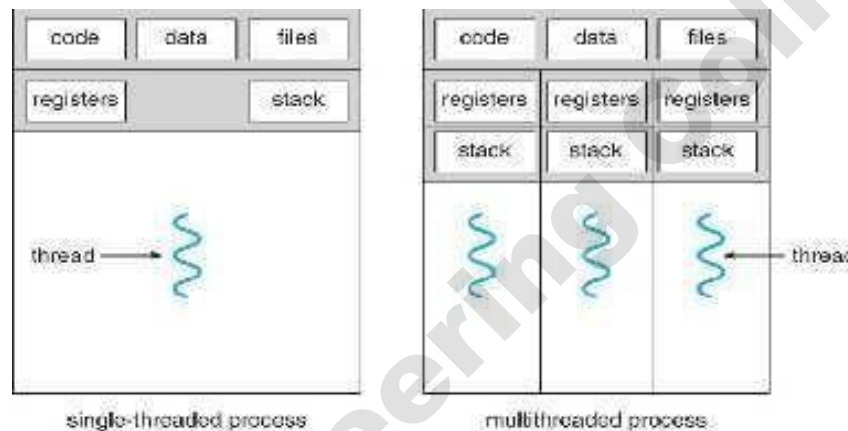 code data files code data files
registers stack registers registers registers
stack stack stack
thread thread
single-threaded process multithreaded process